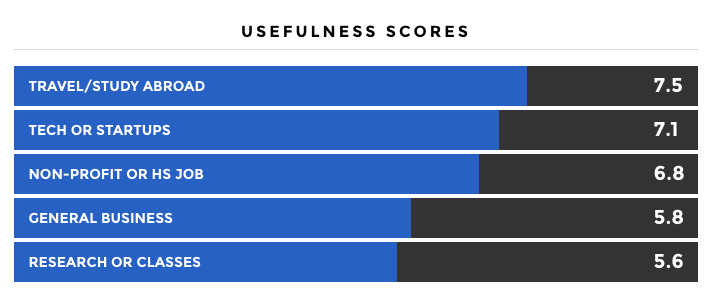 USEFULNESS SCORES
TRAVEL/STUDY ABROAD 7.5
TECH OR STARTUPS 7.1
NON-PROFIT OR HS JOB 6.8
GENERAL BUSINESS 5.8
RESEARCH OR CLASSES 5.6